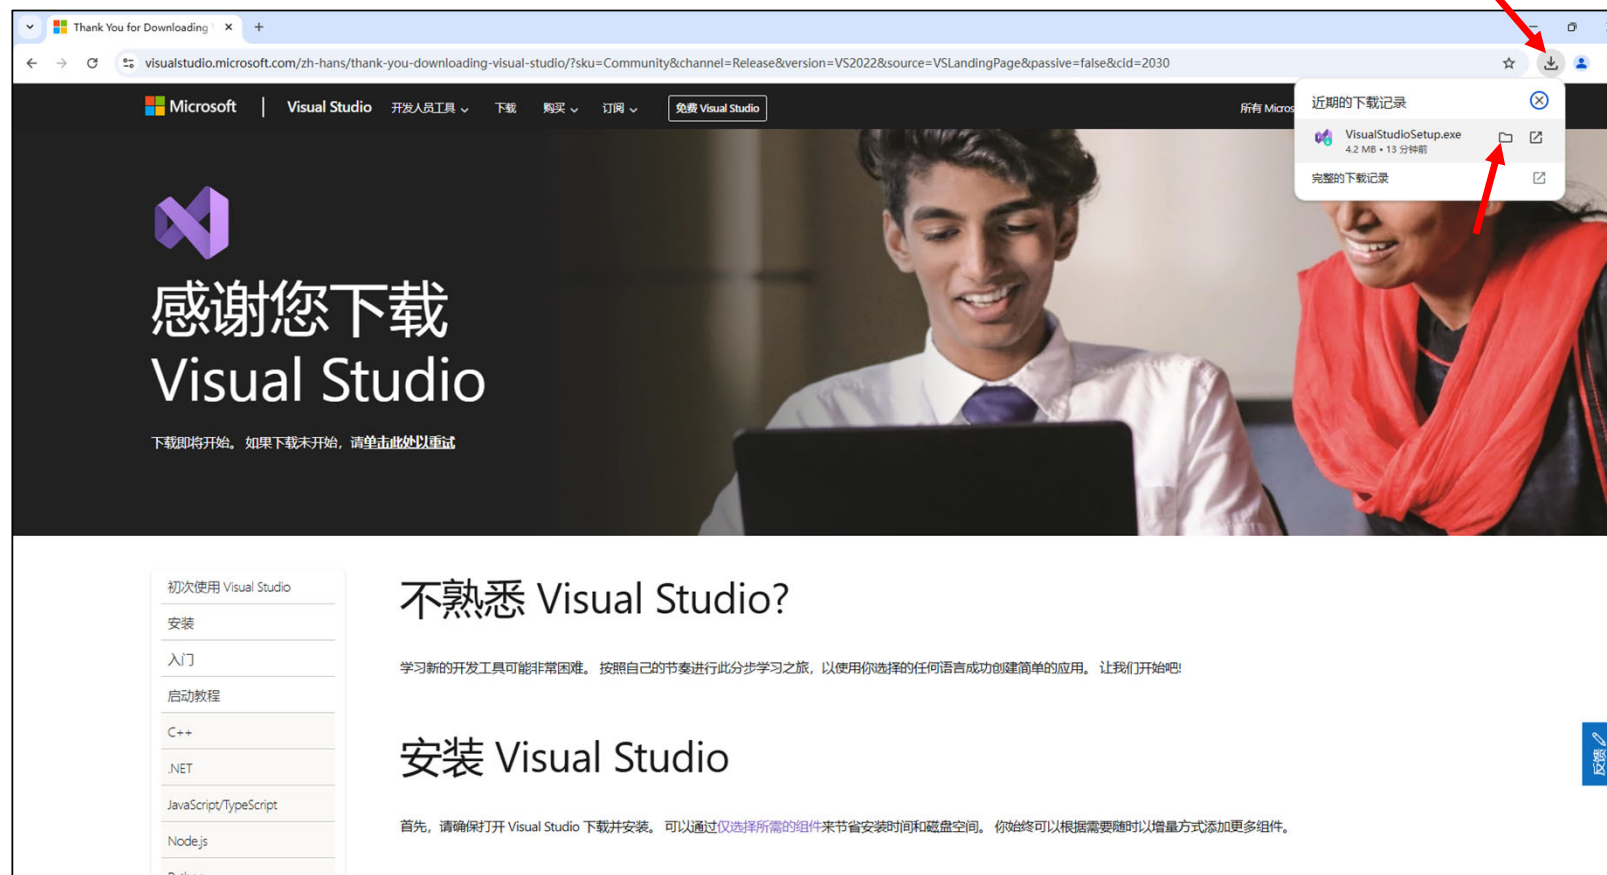 Thank You for Downloading
visualstudio.microsoft.com/zh-hans/thank-you-downloading-visual-studio/?sku=Community&channel=Release&version=VS2022&source=VSLandingPage&passive=false&cid=2030
Microsoft | Visual Studio 开发人员工具 下载 购买 订阅 免费 Visual Studio 所有 Micros
近期的下载记录
VisualStudioSetup.exe
4.2 MB • 13 分钟前
完整的下载记录
感谢您下载
Visual Studio
下载即将开始。 如果下载未开始，请单击此处以重试
初次使用 Visual Studio
安装
入门
启动教程
C++
.NET
JavaScript/TypeScript
Node.js
不熟悉 Visual Studio?
学习新的开发工具可能非常困难。 按照自己的节奏进行此分步学习之旅，以使用你选择的任何语言成功创建简单的应用。 让我们开始吧!
安装 Visual Studio
首先，请确保打开 Visual Studio 下载并安装。 可以通过仅选择所需的组件来节省安装时间和磁盘空间。 你始终可以根据需要随时以增量方式添加更多组件。
反馈